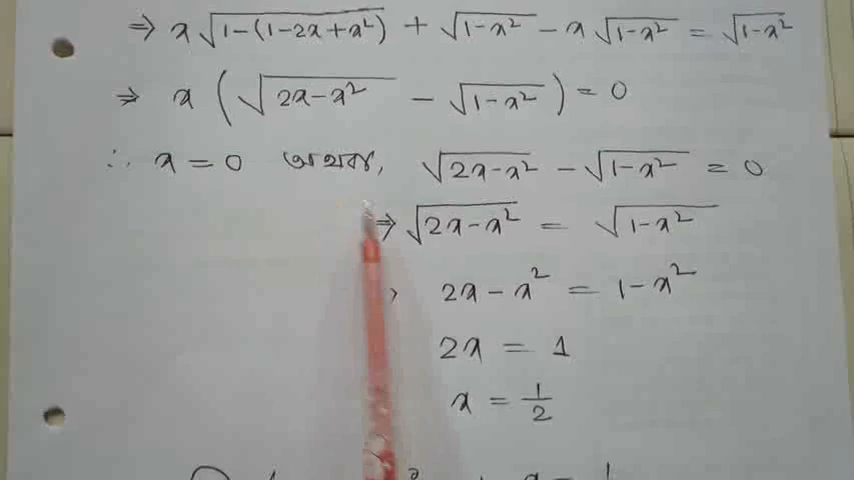 ⇒ x√(1-(1-2x+x²)) + √(1-x²) - x√(1-x²) = √(1-x²)
⇒ x(√(2x-x²) - √(1-x²)) = 0
∴ x = 0 অথবা, √(2x-x²) - √(1-x²) = 0
⇒ √(2x-x²) = √(1-x²)
2x - x² = 1 - x²
2x = 1
x = 1/2